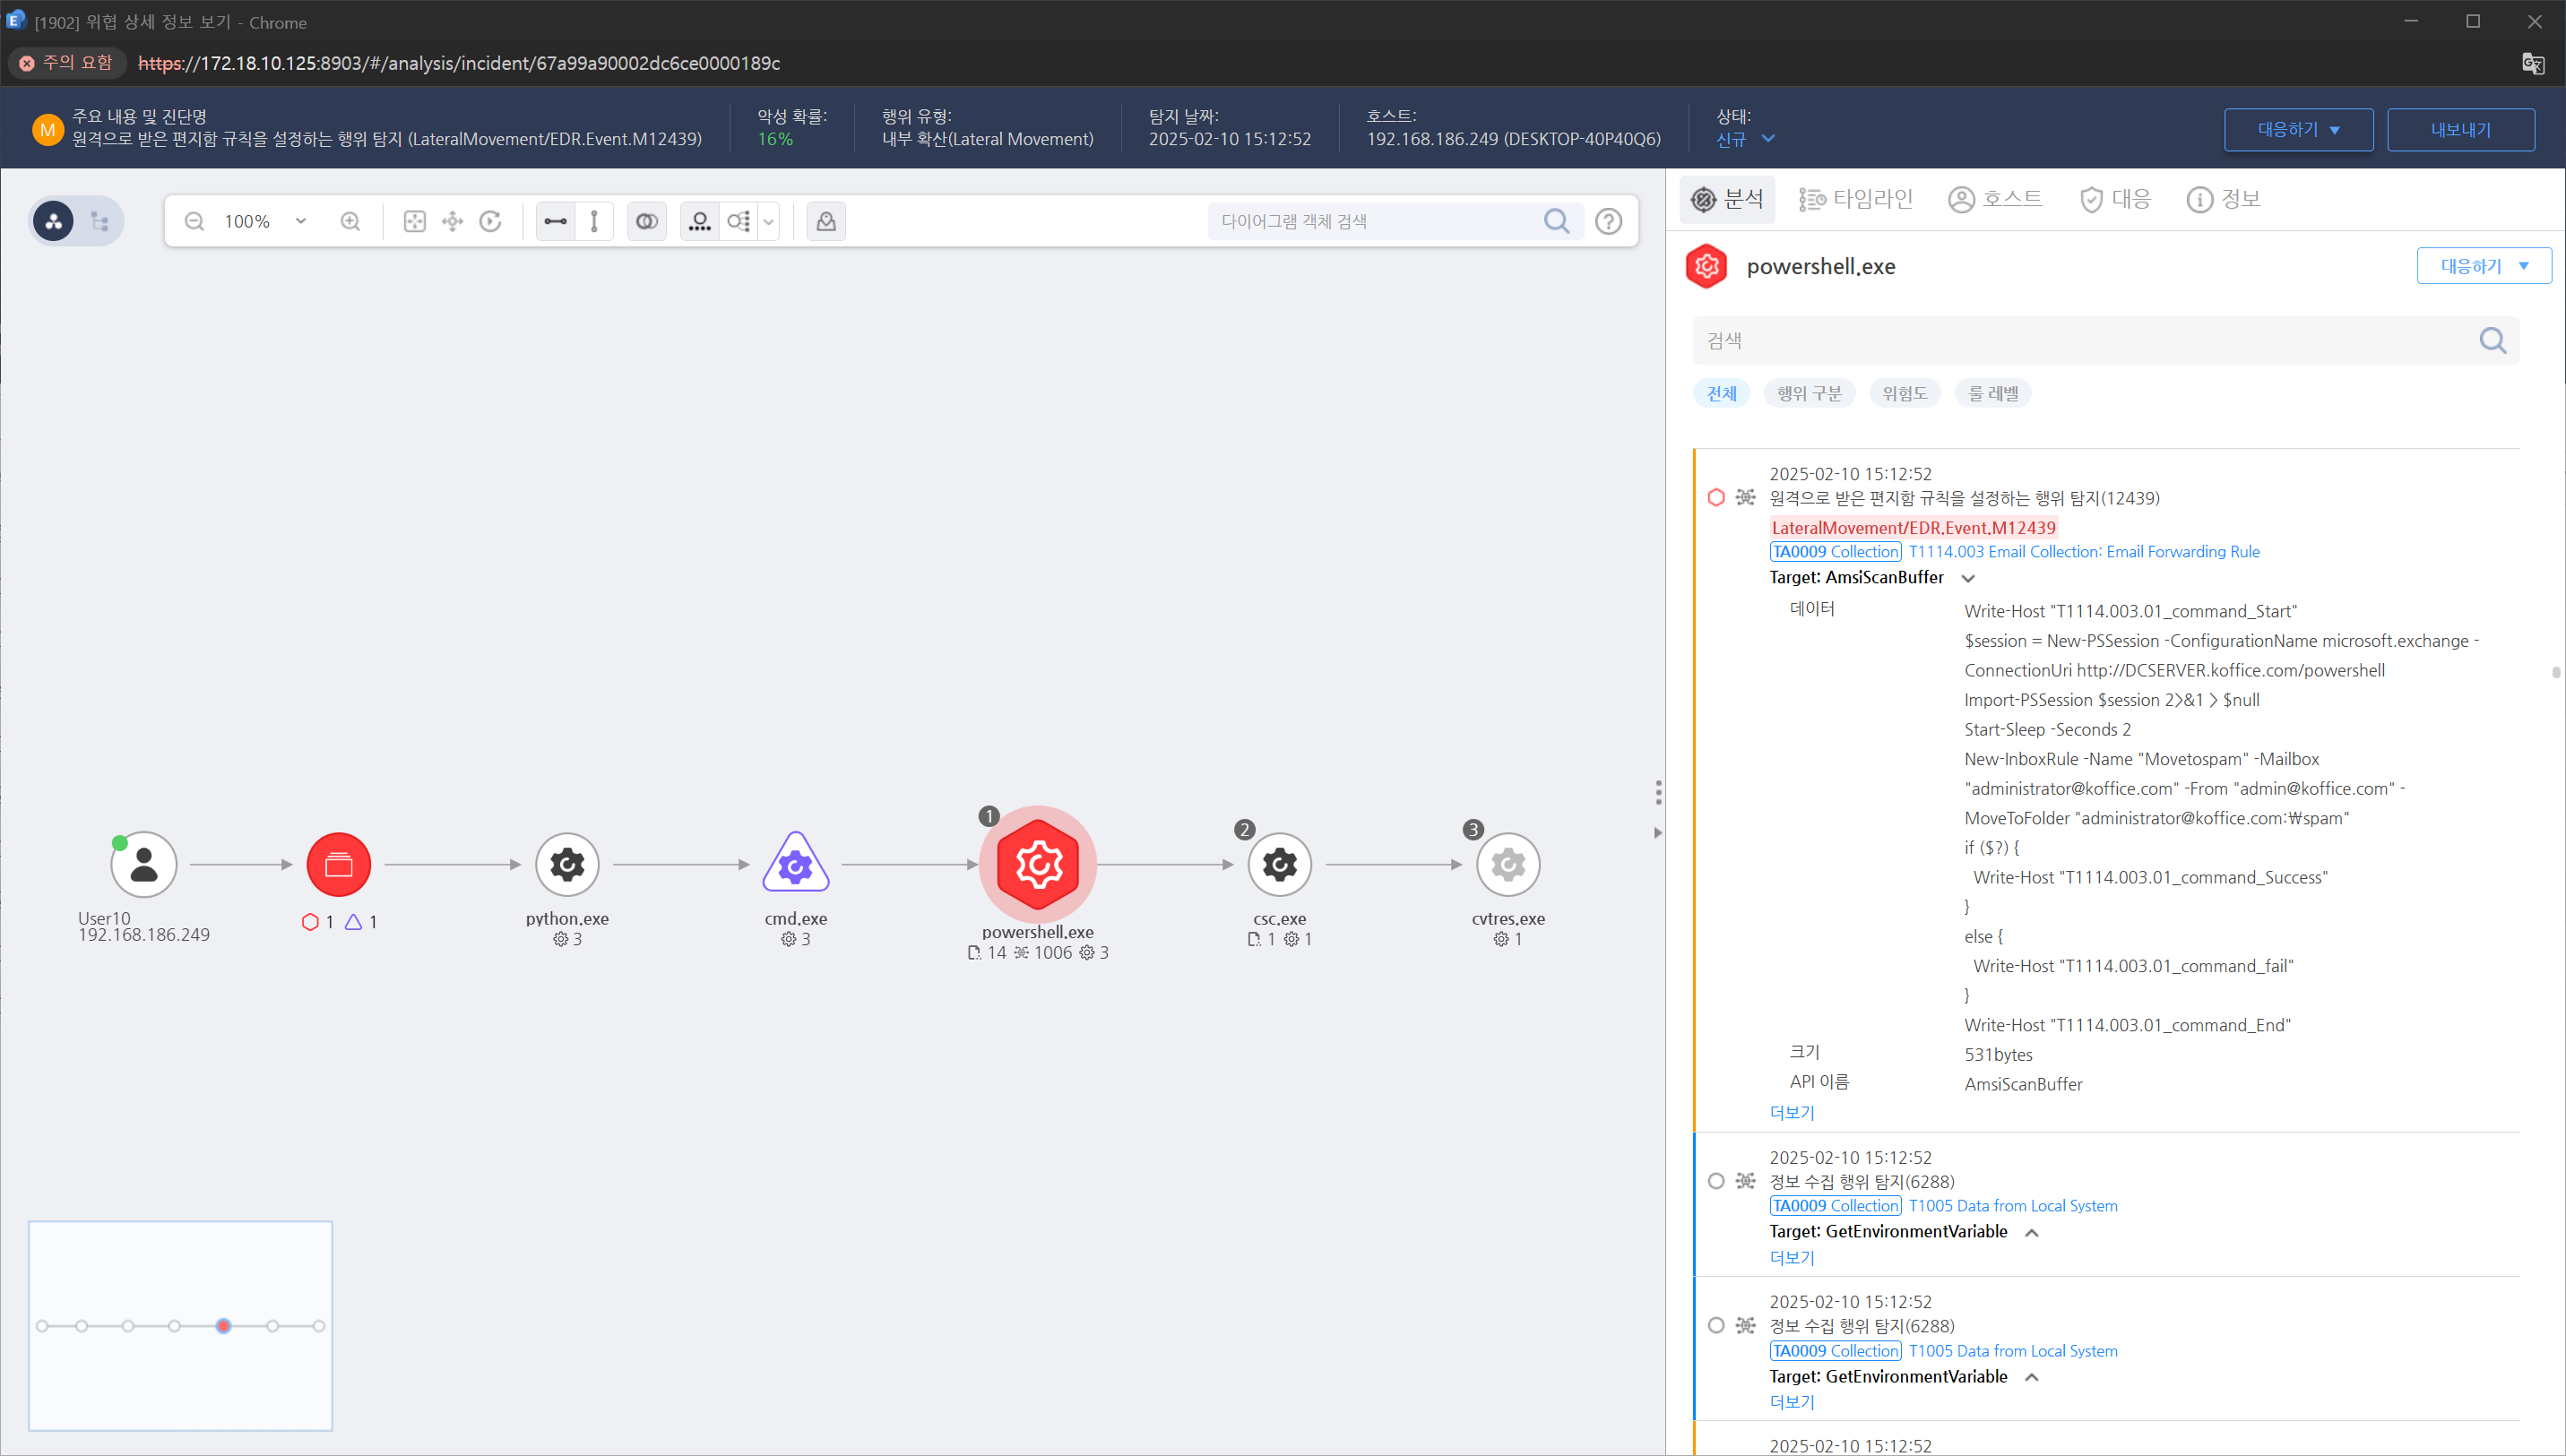 [1902] 위협 상세 정보 보기 - Chrome
주의 요함 https://172.18.10.125:8903/#/analysis/incident/67a99a90002dc6ce0000189c
M
주요 내용 및 진단명
원격으로 받은 편지함 규칙을 설정하는 행위 탐지 (LateralMovement/EDR.Event.M12439)
악성 확률:
16%
행위 유형:
내부 확산(Lateral Movement)
탐지 날짜:
2025-02-10 15:12:52
호스트:
192.168.186.249 (DESKTOP-40P40Q6)
상태:
신규
대응하기
내보내기
100%
다이어그램 객체 검색
User10
192.168.186.249
1 1
python.exe
3
cmd.exe
3
1
powershell.exe
14 1006 3
2
csc.exe
1 1
3
cvtres.exe
1
분석 타임라인 호스트 대응 정보
powershell.exe
대응하기
검색
전체 행위 구분 위험도 룰 레벨
2025-02-10 15:12:52
원격으로 받은 편지함 규칙을 설정하는 행위 탐지(12439)
LateralMovement/EDR.Event.M12439
TA0009 Collection T1114.003 Email Collection: Email Forwarding Rule
Target: AmsiScanBuffer
데이터
Write-Host "T1114.003.01_command_Start"
$session = New-PSSession -ConfigurationName microsoft.exchange -
ConnectionUri http://DCSERVER.koffice.com/powershell
Import-PSSession $session 2>&1 > $null
Start-Sleep -Seconds 2
New-InboxRule -Name "Movetospam" -Mailbox
"administrator@koffice.com" -From "admin@koffice.com" -
MoveToFolder "administrator@koffice.com:₩spam"
if ($?) {
Write-Host "T1114.003.01_command_Success"
}
else {
Write-Host "T1114.003.01_command_fail"
}
Write-Host "T1114.003.01_command_End"
크기 531bytes
API 이름 AmsiScanBuffer
더보기
2025-02-10 15:12:52
정보 수집 행위 탐지(6288)
TA0009 Collection T1005 Data from Local System
Target: GetEnvironmentVariable
더보기
2025-02-10 15:12:52
정보 수집 행위 탐지(6288)
TA0009 Collection T1005 Data from Local System
Target: GetEnvironmentVariable
더보기
2025-02-10 15:12:52